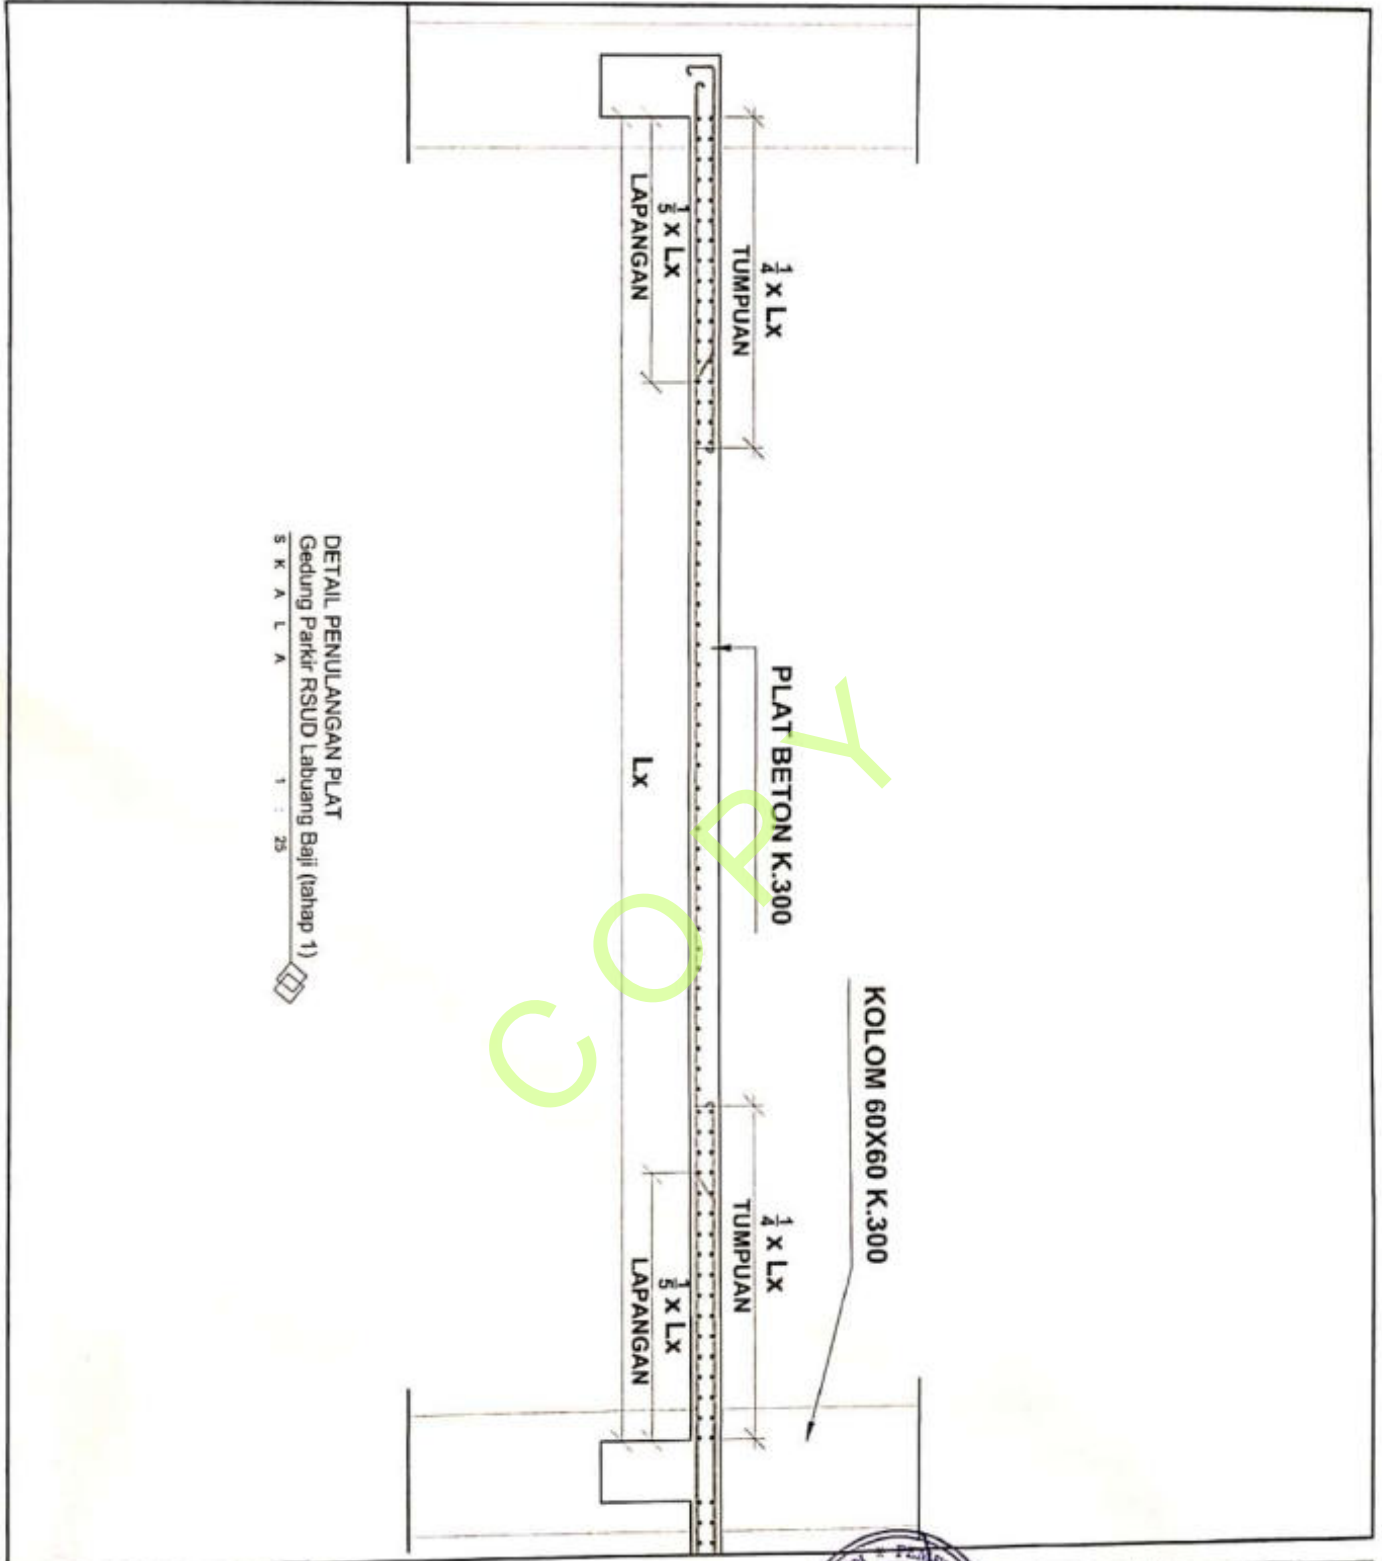 KOLOM 60X60 K.300
PLAT BETON K.300
1/4 x Lx
TUMPUAN
1/4 x Lx
TUMPUAN
1/5 x Lx
LAPANGAN
Lx
1/5 x Lx
LAPANGAN
DETAIL PENULANGAN PLAT
Gedung Parkir RSUD Labuang Baji (tahap 1)
SKALA 1 : 25
COPY